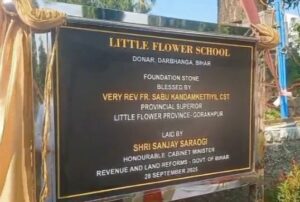 LITTLE FLOWER SCHOOL
DONAR, DARBHANGA, BIHAR
FOUNDATION STONE
BLESSED BY
VERY REV FR. SABU KANDAMKETTIYIL CST
PROVINCIAL SUPERIOR
LITTLE FLOWER PROVINCE-GORAKHPUR
LAID BY
SHRI SANJAY SARAOGI
HONOURABLE CABINET MINISTER
REVENUE AND LAND REFORMS - GOVT OF BIHAR
28 SEPTEMBER 2025